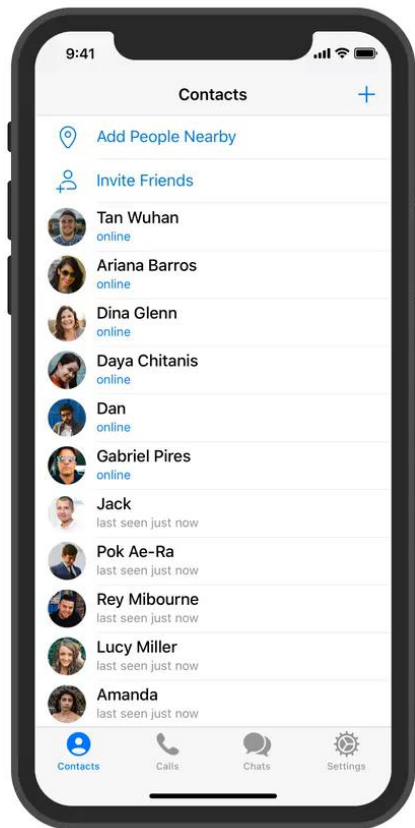 9:41
Contacts
Add People Nearby
Invite Friends
Tan Wuhan
online
Ariana Barros
online
Dina Glenn
online
Daya Chitanis
online
Dan
online
Gabriel Pires
online
Jack
last seen just now
Pok Ae-Ra
last seen just now
Rey Mibourne
last seen just now
Lucy Miller
last seen just now
Amanda
last seen just now
Contacts Calls Chats Settings